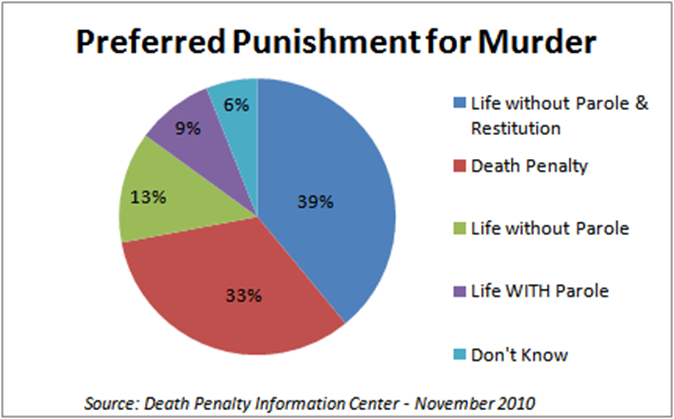 Preferred Punishment for Murder
6%
9%
13%
39%
33%
Life without Parole &
Restitution
Death Penalty
Life without Parole
Life WITH Parole
Don't Know
Source: Death Penalty Information Center - November 2010